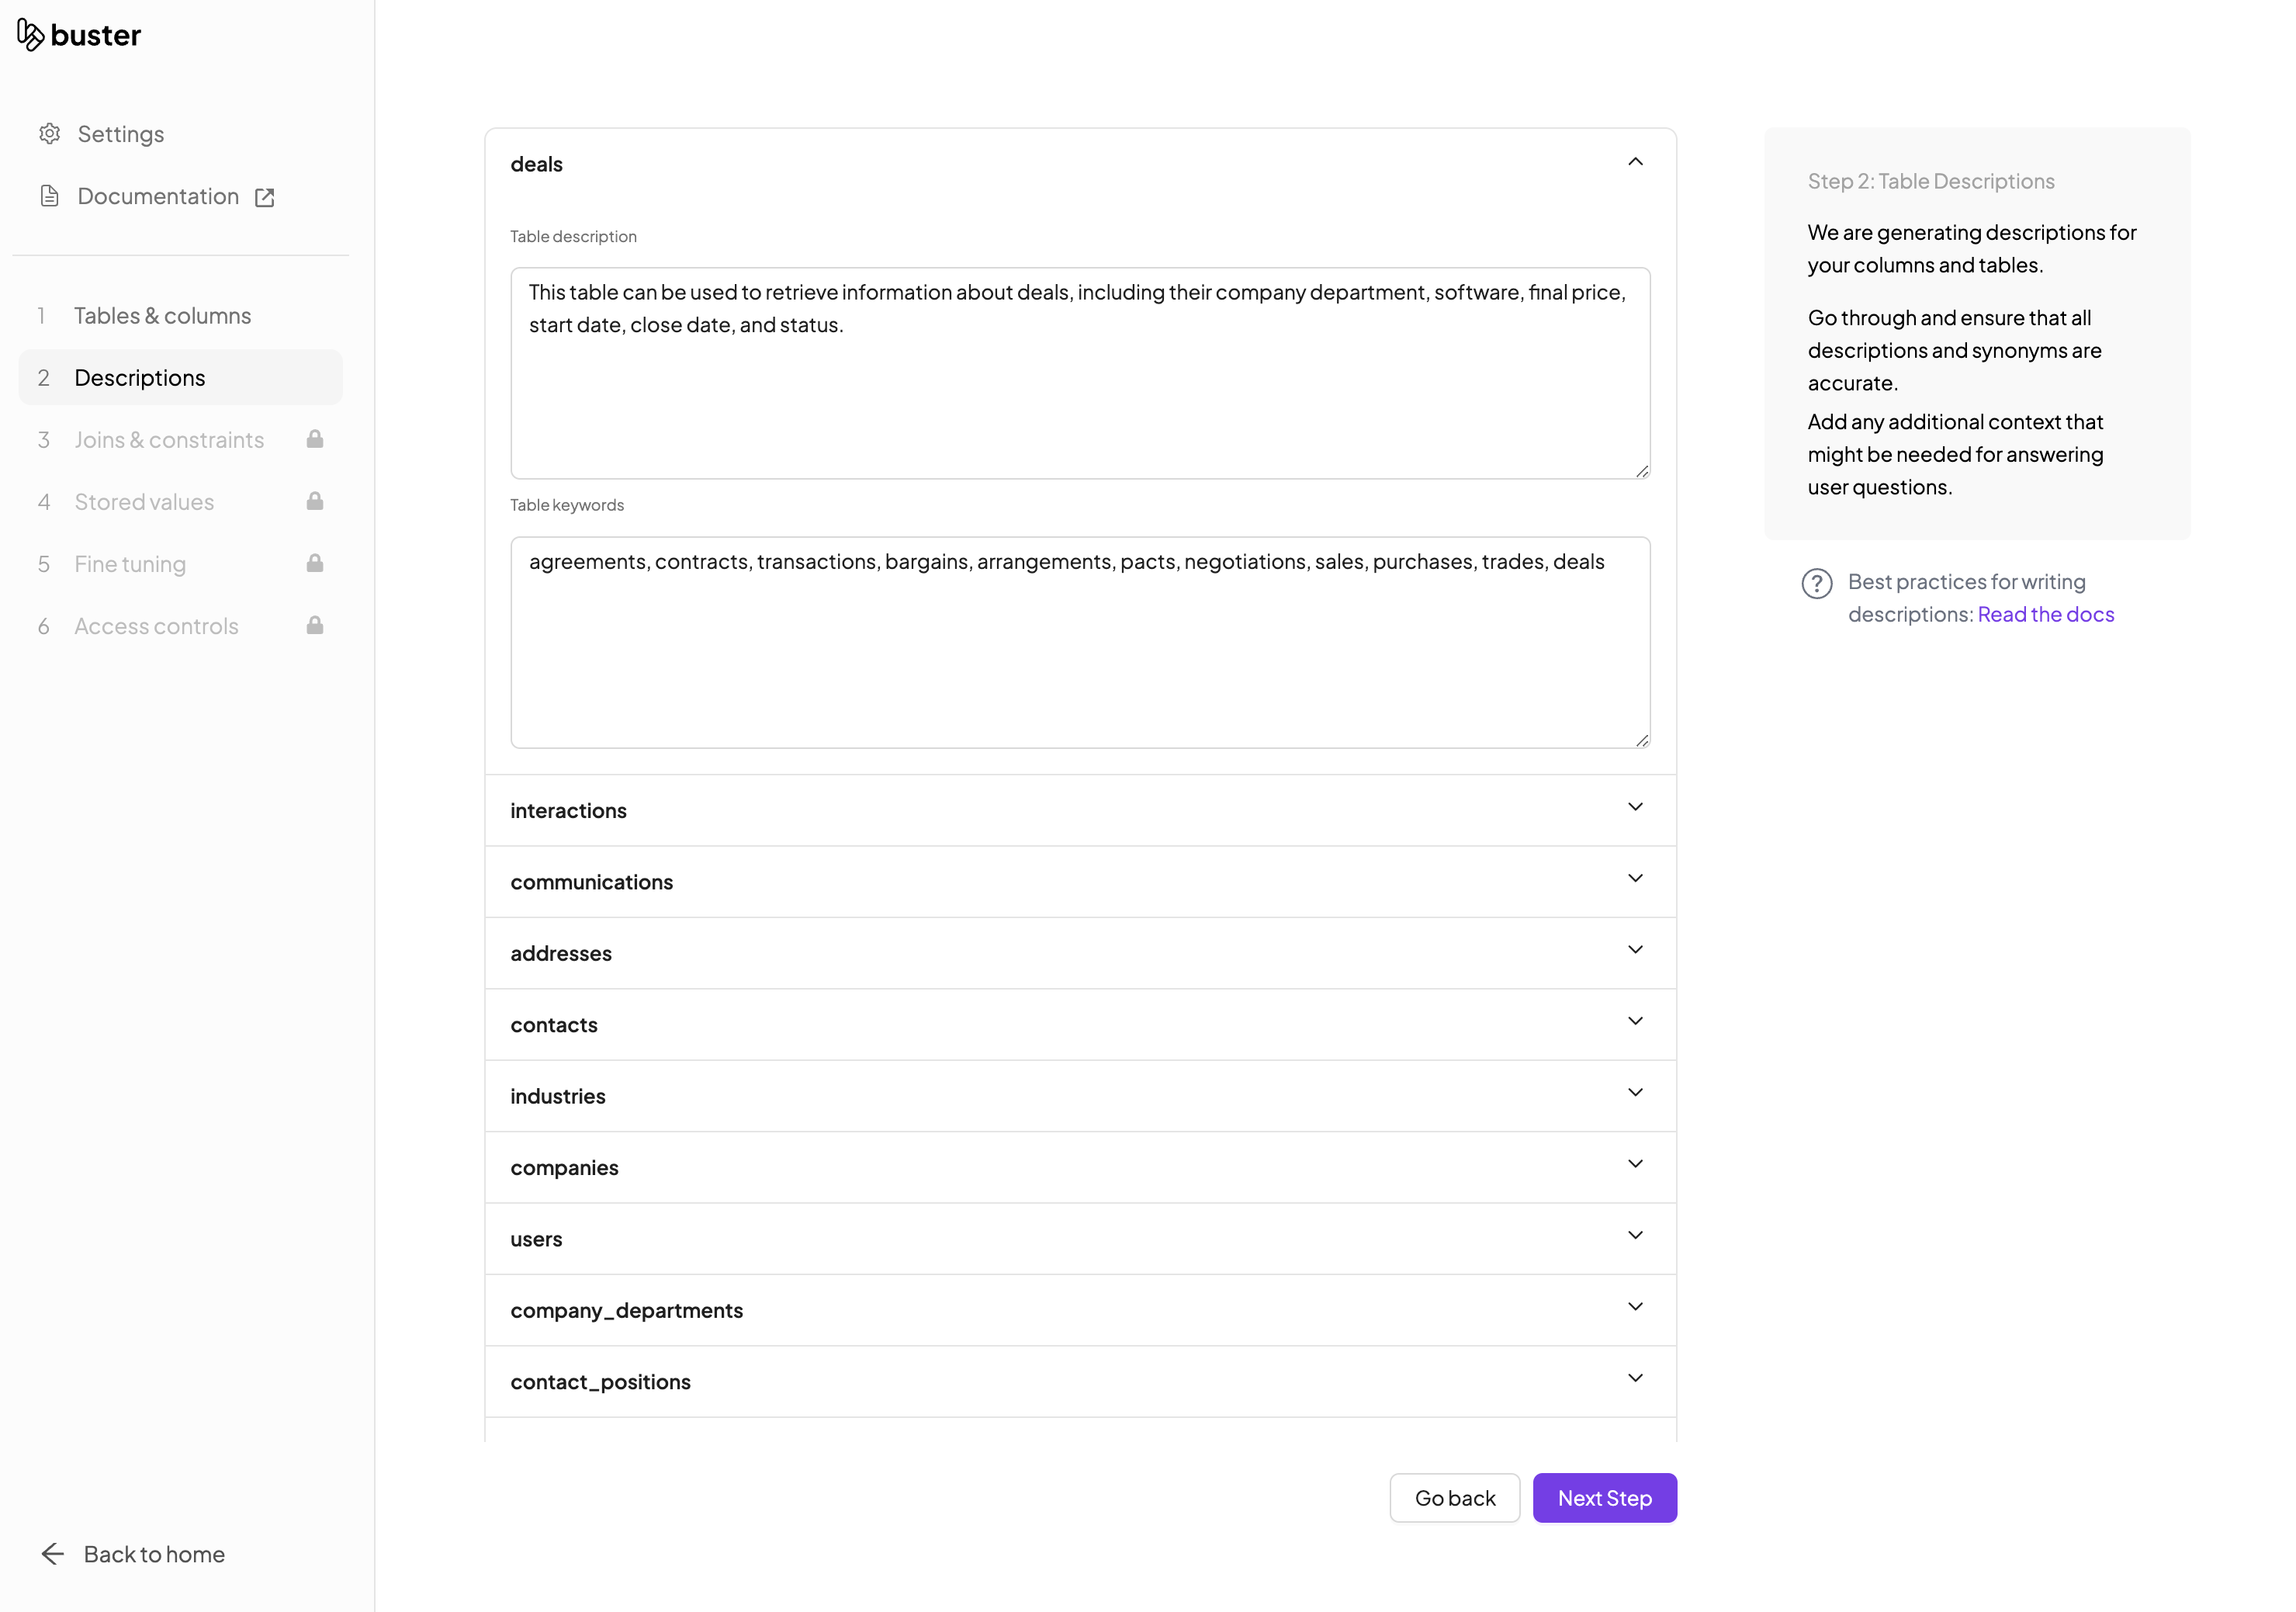 buster
Settings
Documentation
1 Tables & columns
2 Descriptions
3 Joins & constraints
4 Stored values
5 Fine tuning
6 Access controls
Back to home
deals
Table description
This table can be used to retrieve information about deals, including their company department, software, final price,
start date, close date, and status.
Table keywords
agreements, contracts, transactions, bargains, arrangements, pacts, negotiations, sales, purchases, trades, deals
interactions
communications
addresses
contacts
industries
companies
users
company_departments
contact_positions
Go back
Next Step
Step 2: Table Descriptions
We are generating descriptions for
your columns and tables.
Go through and ensure that all
descriptions and synonyms are
accurate.
Add any additional context that
might be needed for answering
user questions.
? Best practices for writing
descriptions: Read the docs